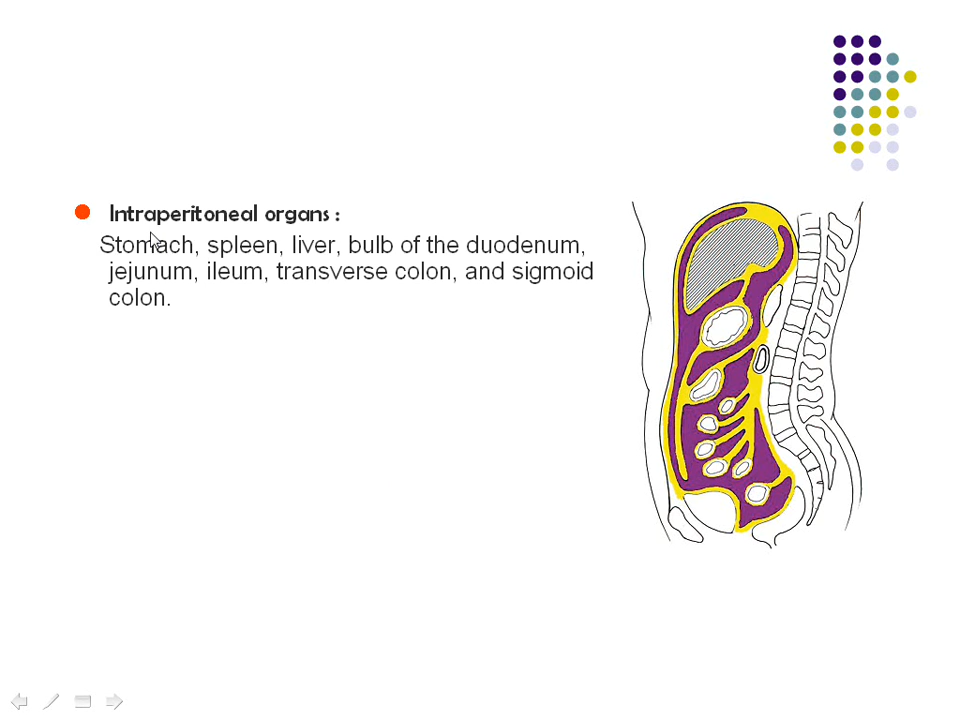 Intraperitoneal organs :
Stomach, spleen, liver, bulb of the duodenum,
jejunum, ileum, transverse colon, and sigmoid
colon.